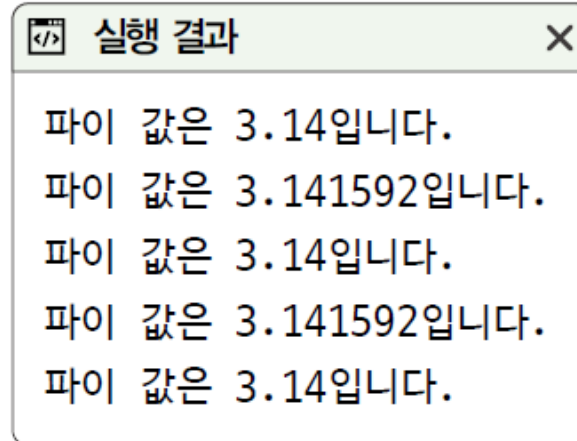 </> 실행 결과 ×
파이 값은 3.14입니다.
파이 값은 3.141592입니다.
파이 값은 3.14입니다.
파이 값은 3.141592입니다.
파이 값은 3.14입니다.